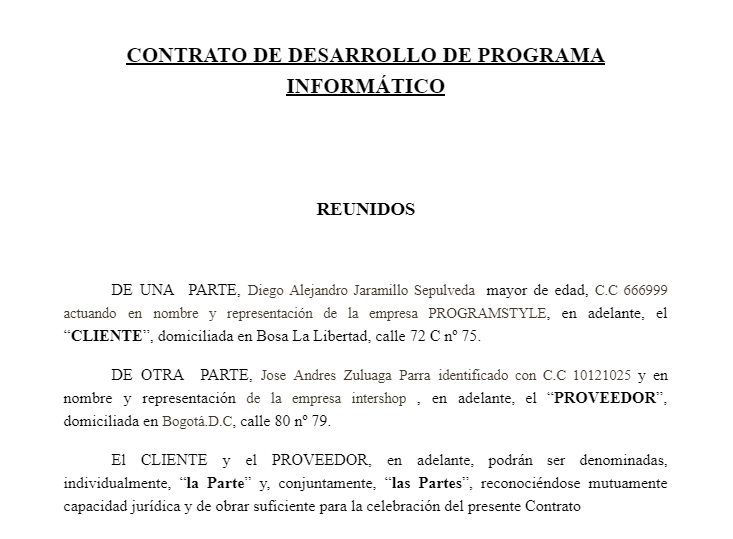 CONTRATO DE DESARROLLO DE PROGRAMA
INFORMÁTICO
REUNIDOS
DE UNA PARTE, Diego Alejandro Jaramillo Sepulveda mayor de edad, C.C 666999
actuando en nombre y representación de la empresa PROGRAMSTYLE, en adelante, el
“CLIENTE”, domiciliada en Bosa La Libertad, calle 72 C nº 75.
DE OTRA PARTE, Jose Andres Zuluaga Parra identificado con C.C 10121025 y en
nombre y representación de la empresa intershop , en adelante, el “PROVEEDOR”,
domiciliada en Bogotá.D.C, calle 80 nº 79.
El CLIENTE y el PROVEEDOR, en adelante, podrán ser denominadas,
individualmente, “la Parte” y, conjuntamente, “las Partes”, reconociéndose mutuamente
capacidad jurídica y de obrar suficiente para la celebración del presente Contrato